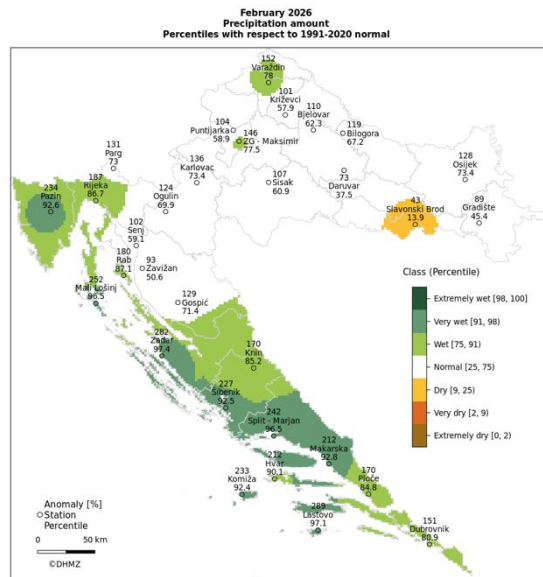 February 2026
Precipitation amount
Percentiles with respect to 1991-2020 normal
152
Varaždin
78
101
Križevci
57.9
104
Puntijarka
58.9
110
Bjelovar
62.3
119
Bilogora
67.2
146
ZG - Maksimir
77.5
131
Parg
73
136
Karlovac
73.4
107
Sisak
60.9
73
Daruvar
37.5
128
Osijek
73.4
187
Rijeka
86.7
234
Pazin
92.6
124
Ogulin
69.9
43
Slavonski Brod
13.9
89
Gradište
45.4
102
Senj
59.1
180
Rab
87.1
93
Zavižan
50.6
252
Mali Lošinj
96.5
129
Gospić
71.4
Class (Percentile)
Extremely wet [98, 100]
Very wet [91, 98)
Wet [75, 91)
Normal [25, 75)
Dry [9, 25)
Very dry [2, 9)
Extremely dry [0, 2)
282
Zadar
97.4
170
Knin
85.2
227
Šibenik
92.5
242
Split - Marjan
96.5
212
Makarska
92.8
212
Hvar
90.1
233
Komiža
92.4
170
Ploče
84.8
289
Lastovo
97.1
151
Dubrovnik
80.9
Anomaly [%]
Station
Percentile
0 50 km
©DHMZ